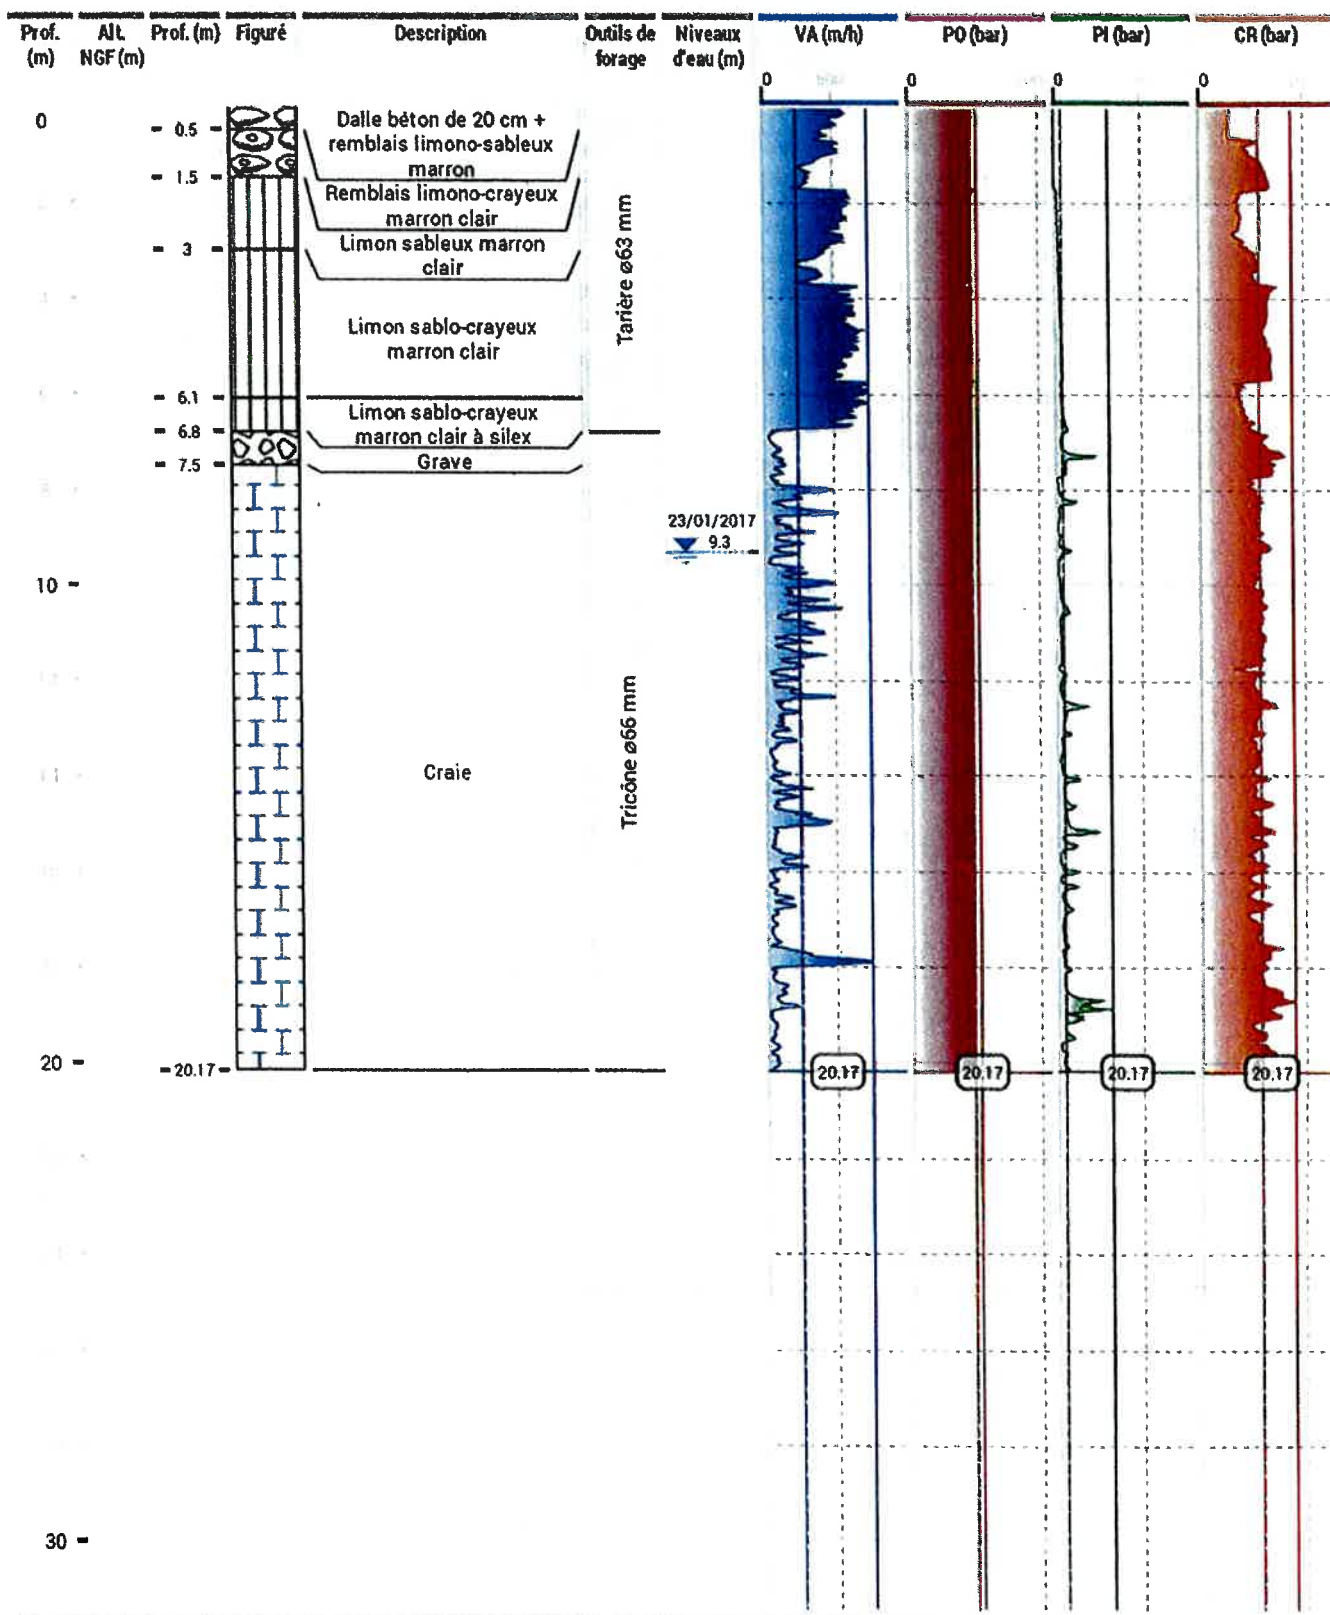 Prof. (m)
Alt. NGF (m)
Prof. (m)
Figuré
Description
Outils de forage
Niveaux d'eau (m)
VA (m/h)
PO (bar)
PI (bar)
CR (bar)
0
0
0
0
0
0.5
Dalle béton de 20 cm +
remblais limono-sableux
marron
1.5
Remblais limono-crayeux
marron clair
3
Limon sableux marron
clair
Tarière ø63 mm
Limon sablo-crayeux
marron clair
6.1
Limon sablo-crayeux
marron clair à silex
6.8
Grave
7.5
23/01/2017
9.3
10
Craie
Tricône ø66 mm
20
20.17
20.17
20.17
20.17
20.17
30